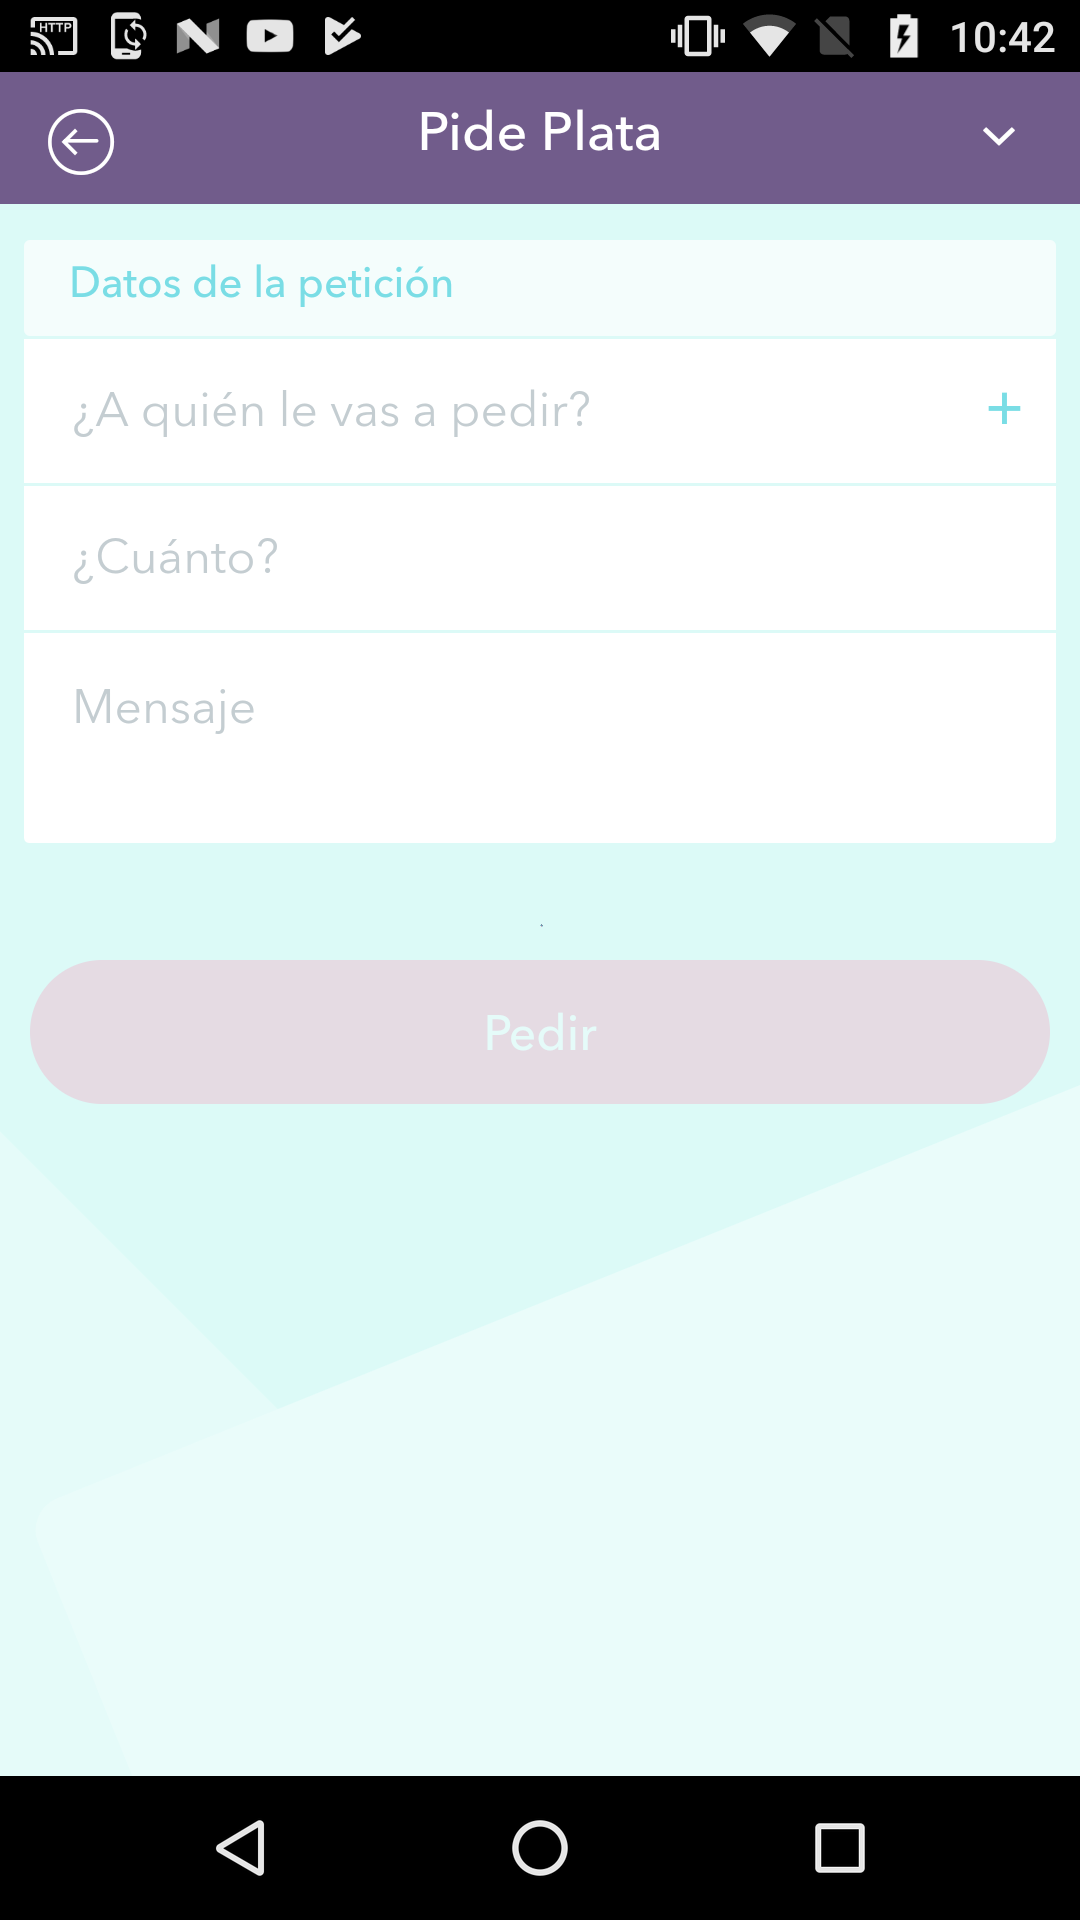 HTTP
10:42
Pide Plata
Datos de la petición
¿A quién le vas a pedir?
+
¿Cuánto?
Mensaje
Pedir